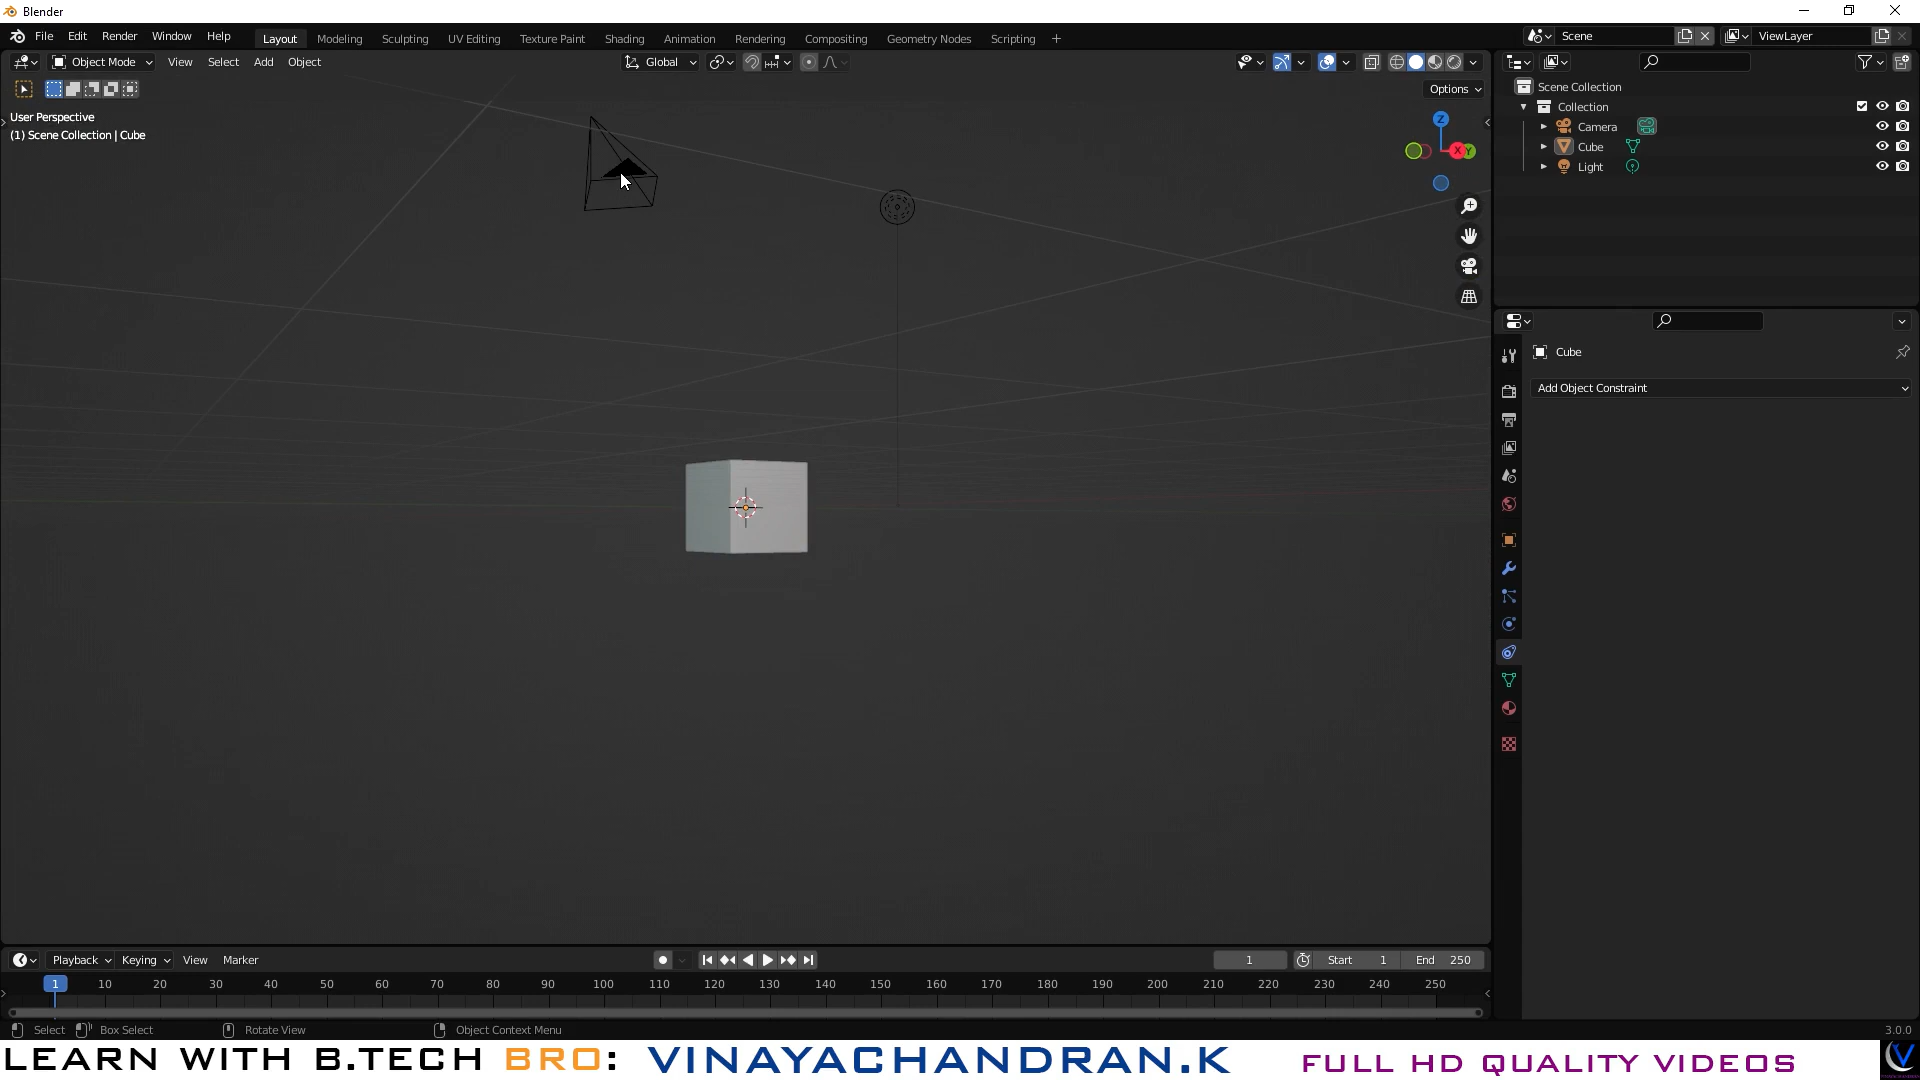 Blender
File Edit Render Window Help Layout Modeling Sculpting UV Editing Texture Paint Shading Animation Rendering Compositing Geometry Nodes Scripting + Scene ViewLayer
Object Mode View Select Add Object Global
Options
User Perspective
(1) Scene Collection | Cube
Z
X Y
Scene Collection
Collection
Camera
Cube
Light
Cube
Add Object Constraint
Playback Keying View Marker 1 Start 1 End 250
1 10 20 30 40 50 60 70 80 90 100 110 120 130 140 150 160 170 180 190 200 210 220 230 240 250
Select Box Select Rotate View Object Context Menu 3.0.0
LEARN WITH B.TECH BRO: VINAYACHANDRAN.K FULL HD QUALITY VIDEOS